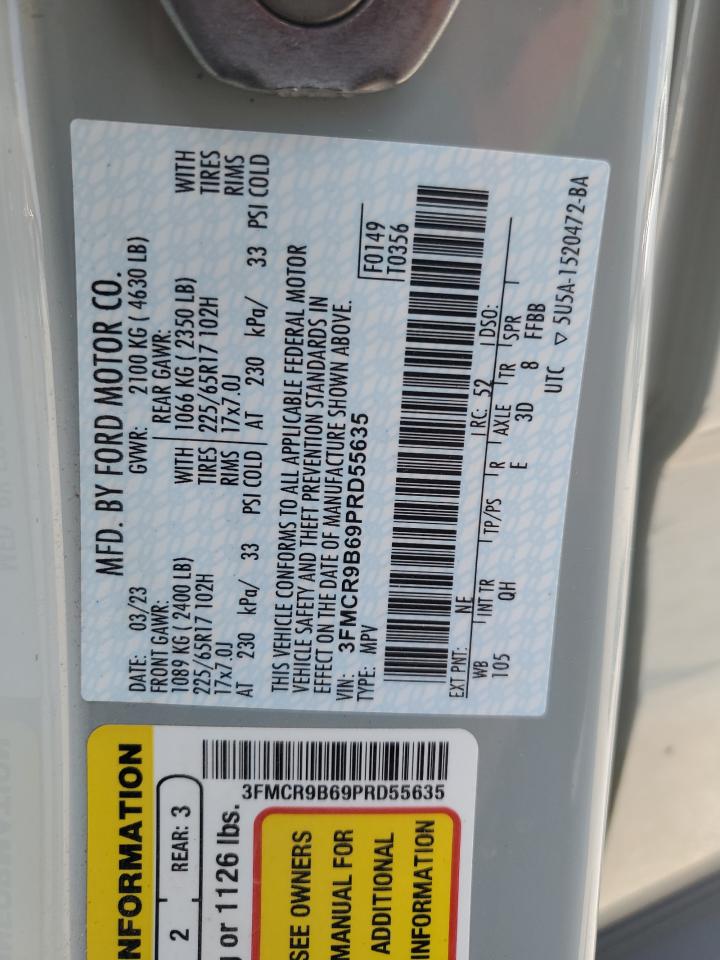 MFD. BY FORD MOTOR CO.
DATE: 03/23 GVWR: 2100 KG ( 4630 LB)
FRONT GAWR: REAR GAWR:
1089 KG ( 2400 LB) WITH 1066 KG ( 2350 LB) WITH
225/65R17 102H TIRES 225/65R17 102H TIRES
17x7.0J RIMS 17x7.0J RIMS
AT 230 kPa/ 33 PSI COLD AT 230 kPa/ 33 PSI COLD
THIS VEHICLE CONFORMS TO ALL APPLICABLE FEDERAL MOTOR
VEHICLE SAFETY AND THEFT PREVENTION STANDARDS IN
EFFECT ON THE DATE OF MANUFACTURE SHOWN ABOVE.
VIN: 3FMCR9B69PRD55635 F0149
TYPE: MPV T0356
EXT PNT: NE RC: 52 DSO:
WB INT TR TP/PS R AXLE TR SPR
105 QH E 3D 8 FFBB
UTC ▽ 5U5A-1520472-BA
NFORMATION
2 REAR: 3
3FMCR9B69PRD55635
or 1126 lbs.
SEE OWNERS
MANUAL FOR
ADDITIONAL
INFORMATION